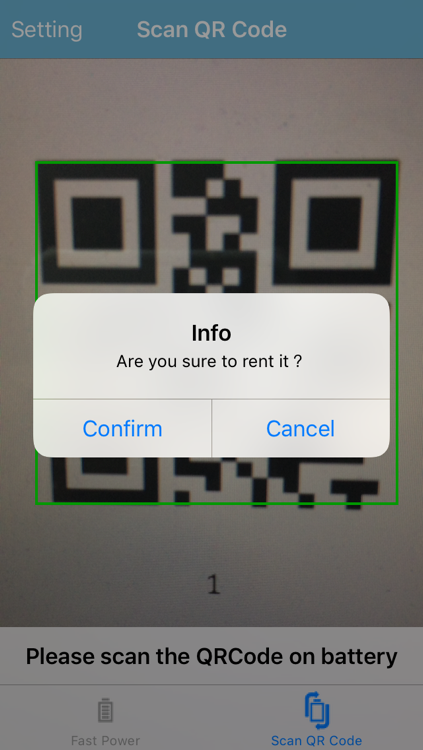 Setting Scan QR Code
Info
Are you sure to rent it ?
Confirm Cancel
1
Please scan the QRCode on battery
Fast Power Scan QR Code